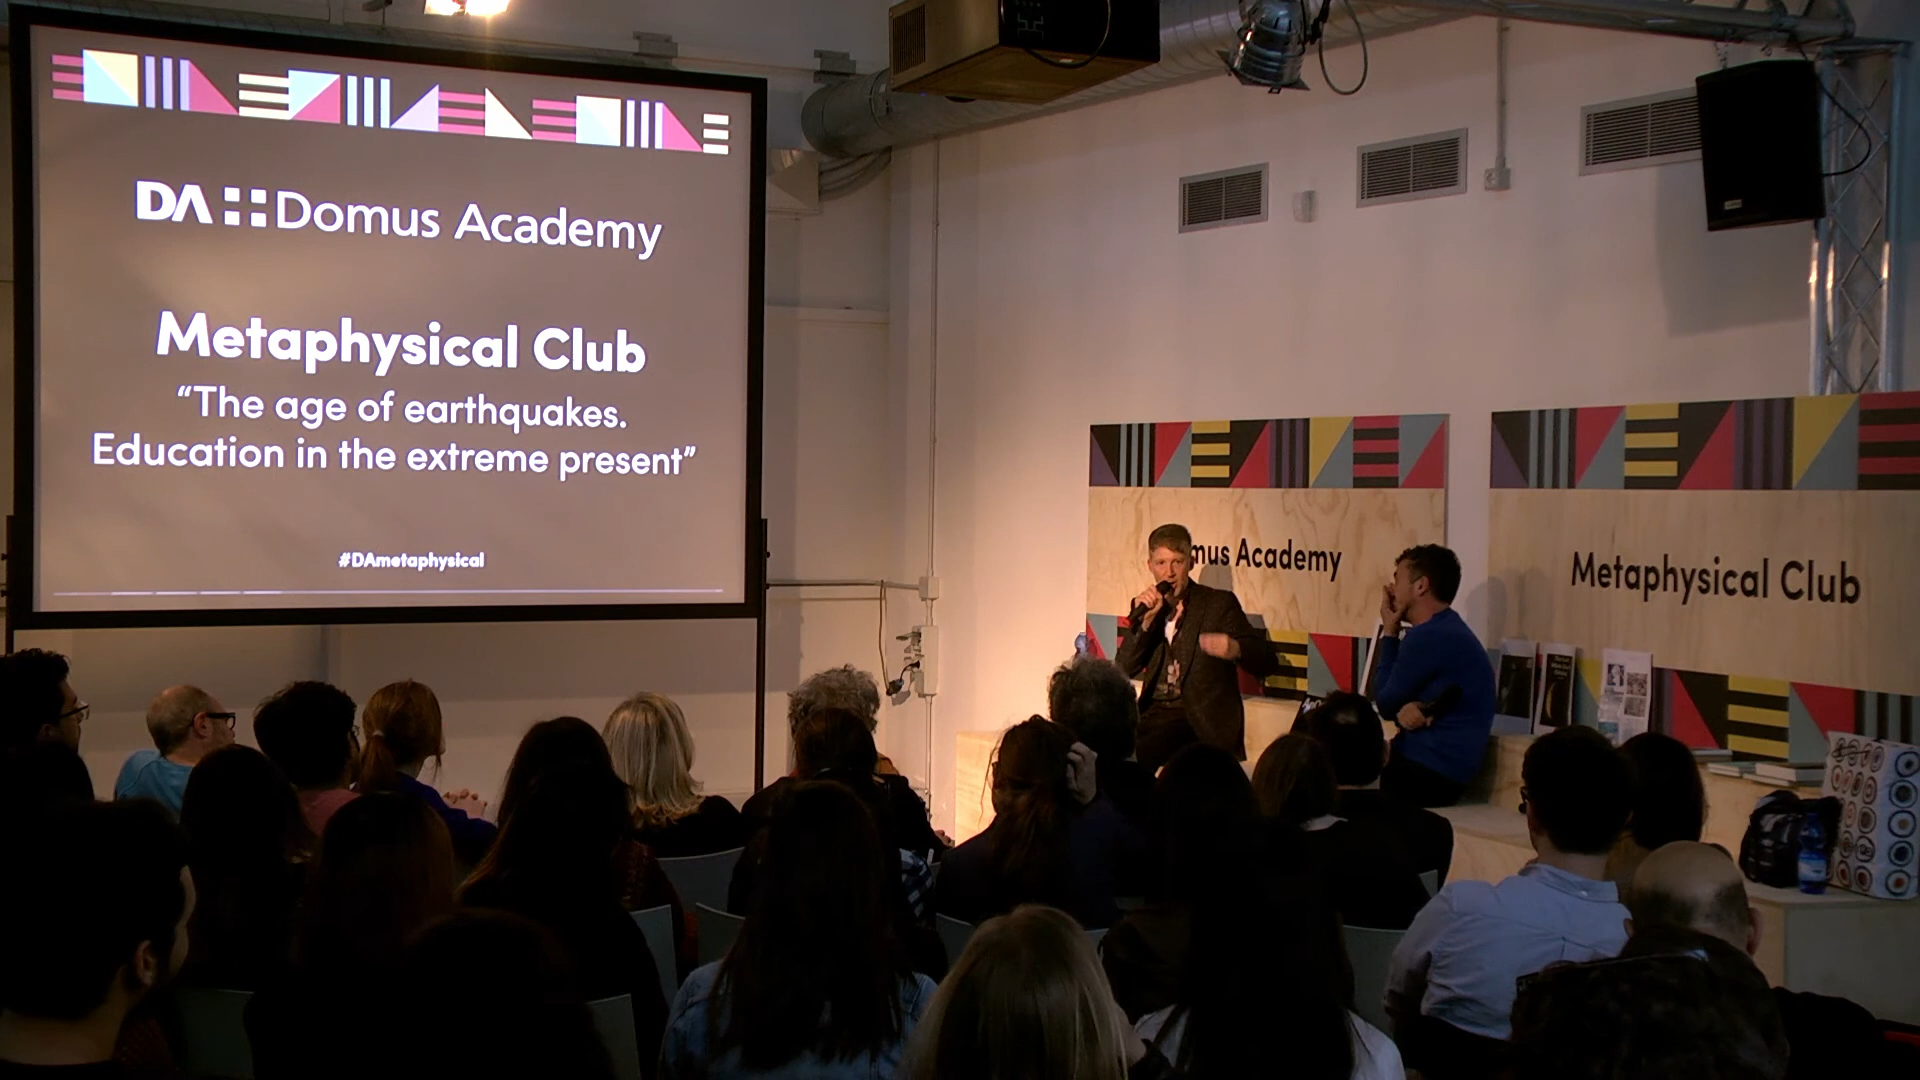 DA Domus Academy
Metaphysical Club
“The age of earthquakes.
Education in the extreme present”
#DAmetaphysical
mus Academy
Metaphysical Club